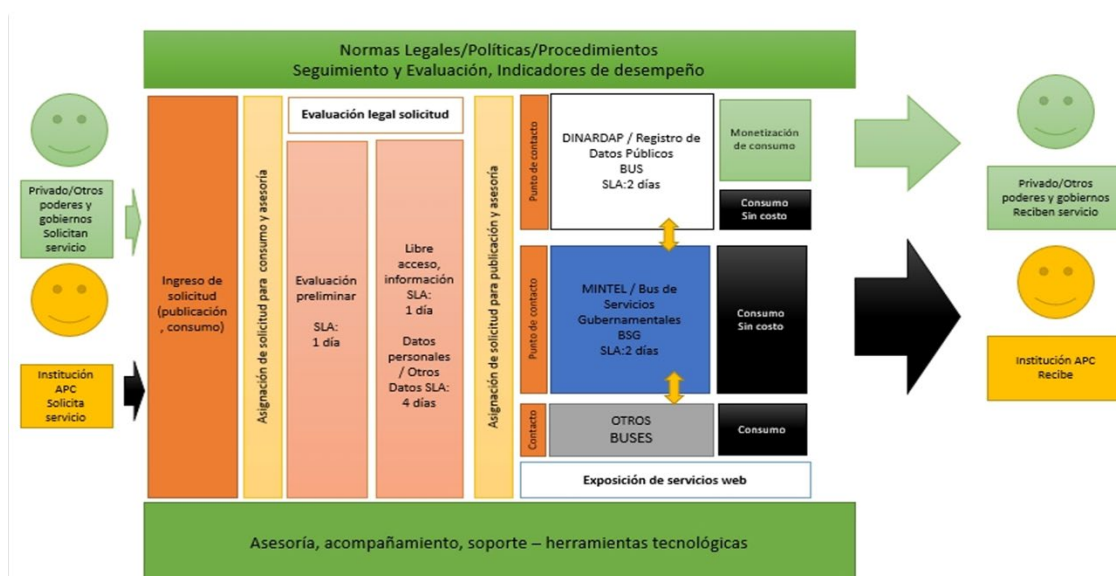 Normas Legales/Políticas/Procedimientos
Seguimiento y Evaluación, Indicadores de desempeño
Privado/Otros
poderes y
gobiernos
Solicitan
servicio
Institución
APC
Solicita
servicio
Ingreso de
solicitud
(publicación
, consumo)
Asignación de solicitud para consumo y asesoría
Evaluación legal solicitud
Evaluación
preliminar
SLA:
1 día
Libre
acceso,
información
SLA:
1 día
Datos
personales
/ Otros
Datos SLA:
4 días
Asignación de solicitud para publicación y asesoría
Punto de contacto
DINARDAP / Registro de
Datos Públicos
BUS
SLA:2 días
Monetización
de consumo
Consumo
Sin costo
Punto de contacto
MINTEL / Bus de
Servicios
Gubernamentales
BSG
SLA:2 días
Consumo
Sin costo
Contacto
OTROS
BUSES
Consumo
Exposición de servicios web
Privado/Otros
poderes y gobiernos
Reciben servicio
Institución APC
Recibe
Asesoría, acompañamiento, soporte – herramientas tecnológicas